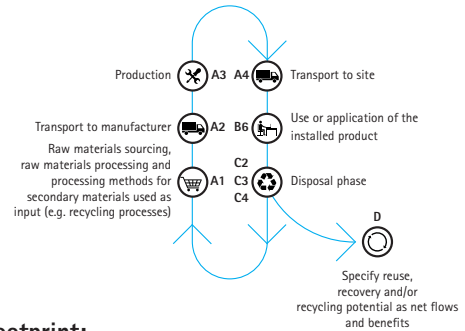 Production
A3
A4
Transport to site
Transport to manufacturer
A2
B6
Use or application of the
installed product
Raw materials sourcing,
raw materials processing and
processing methods for
secondary materials used as
input (e.g. recycling processes)
A1
C2
C3
C4
Disposal phase
D
Specify reuse,
recovery and/or
recycling potential as net flows
and benefits